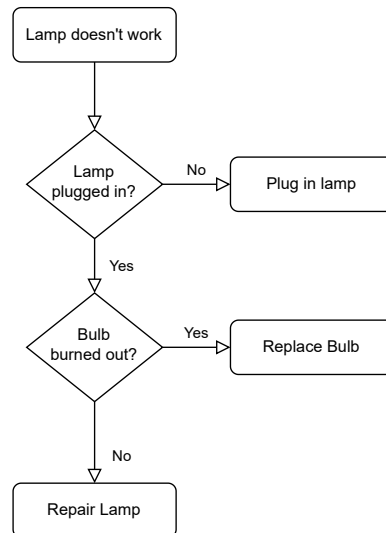 Lamp doesn't work
Lamp
plugged in?
No
Plug in lamp
Yes
Bulb
burned out?
Yes
Replace Bulb
No
Repair Lamp